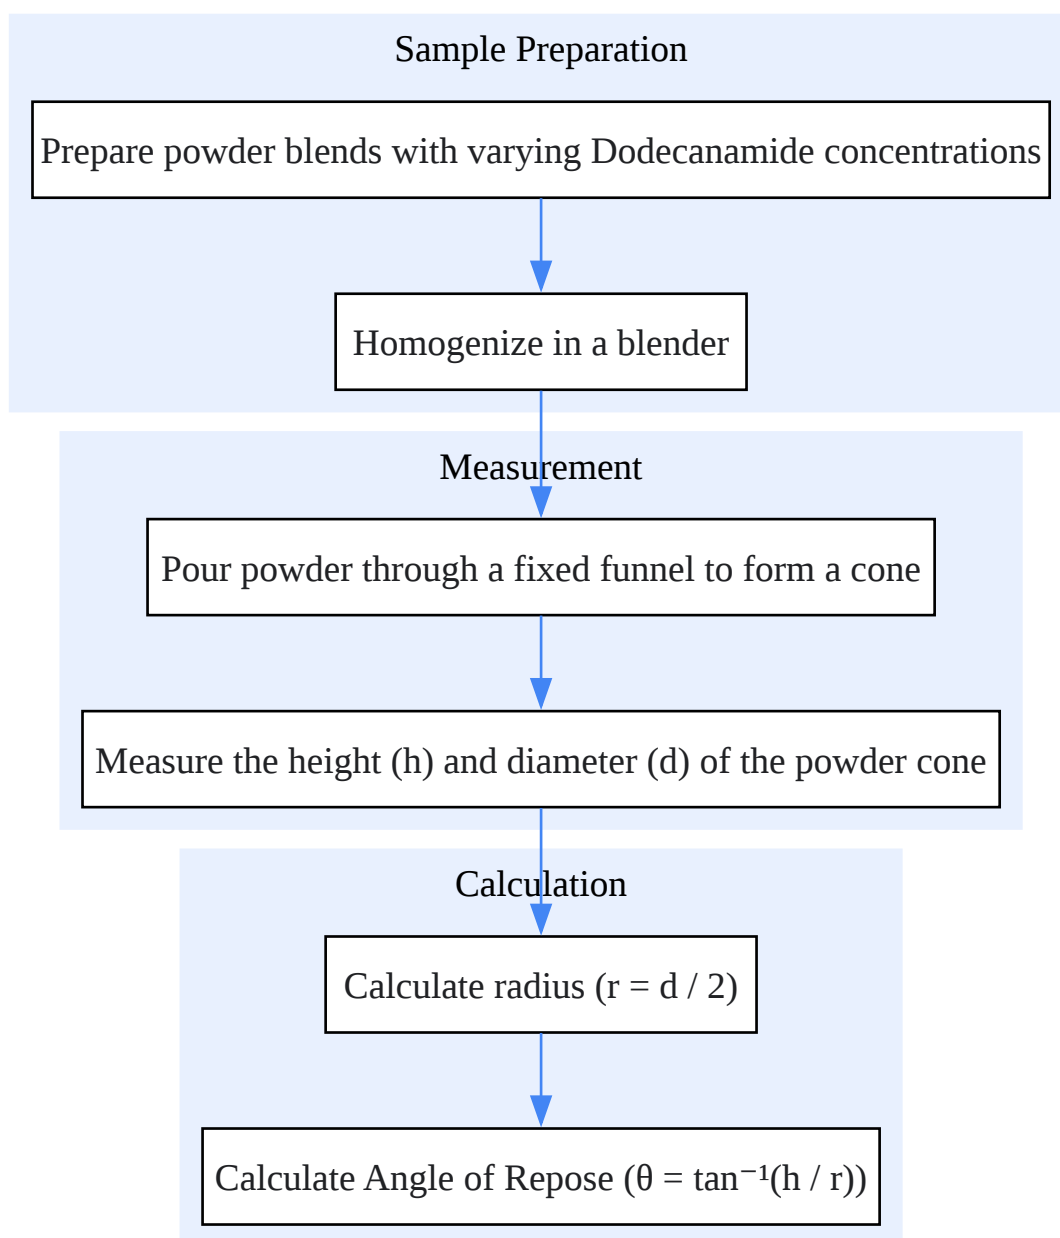 Sample Preparation
Prepare powder blends with varying Dodecanamide concentrations
Homogenize in a blender
Measurement
Pour powder through a fixed funnel to form a cone
Measure the height (h) and diameter (d) of the powder cone
Calculation
Calculate radius (r = d / 2)
Calculate Angle of Repose (θ = tan⁻¹(h / r))